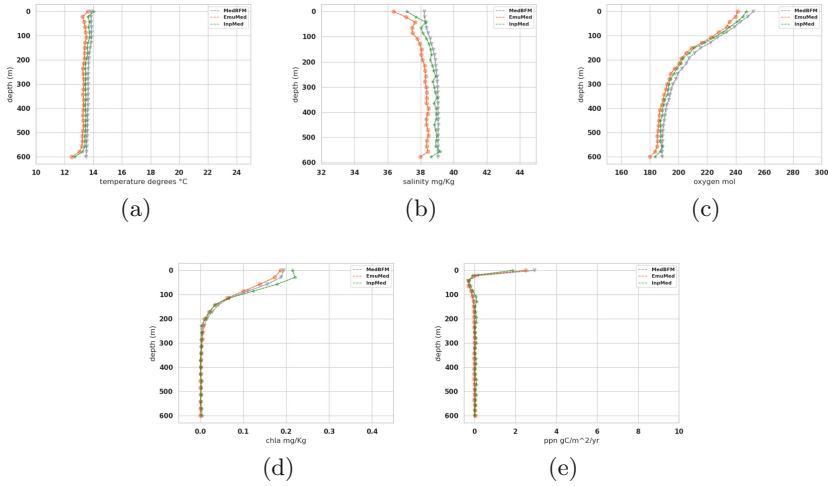 0
100
200
300
400
500
600
depth (m)
10 12 14 16 18 20 22 24
temperature degrees °C
MedBFM
EmuMed
InpMed
(a)
0
100
200
300
400
500
600
depth (m)
32 34 36 38 40 42 44
salinity mg/Kg
MedBFM
EmuMed
InpMed
(b)
0
100
200
300
400
500
600
depth (m)
160 180 200 220 240 260 280 300
oxygen mol
MedBFM
EmuMed
InpMed
(c)
0
100
200
300
400
500
600
depth (m)
0.0 0.1 0.2 0.3 0.4
chla mg/Kg
MedBFM
EmuMed
InpMed
(d)
0
100
200
300
400
500
600
depth (m)
0 2 4 6 8 10
ppn gC/m^2/yr
MedBFM
EmuMed
InpMed
(e)